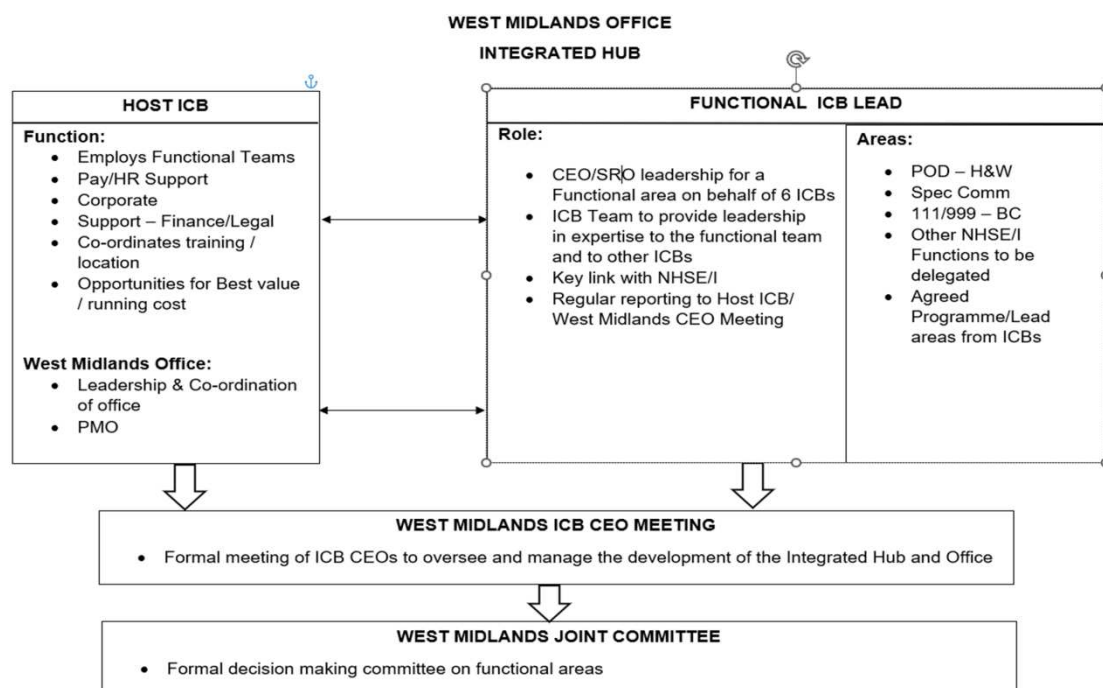 WEST MIDLANDS OFFICE
INTEGRATED HUB
HOST ICB
Function:
• Employs Functional Teams
• Pay/HR Support
• Corporate
• Support – Finance/Legal
• Co-ordinates training /
location
• Opportunities for Best value
/ running cost
West Midlands Office:
• Leadership & Co-ordination
of office
• PMO
FUNCTIONAL ICB LEAD
Role:
• CEO/SRO leadership for a
Functional area on behalf of 6 ICBs
• ICB Team to provide leadership
in expertise to the functional team
and to other ICBs
• Key link with NHSE/I
• Regular reporting to Host ICB/
West Midlands CEO Meeting
Areas:
• POD – H&W
• Spec Comm
• 111/999 – BC
• Other NHSE/I
Functions to be
delegated
• Agreed
Programme/Lead
areas from ICBs
WEST MIDLANDS ICB CEO MEETING
• Formal meeting of ICB CEOs to oversee and manage the development of the Integrated Hub and Office
WEST MIDLANDS JOINT COMMITTEE
• Formal decision making committee on functional areas